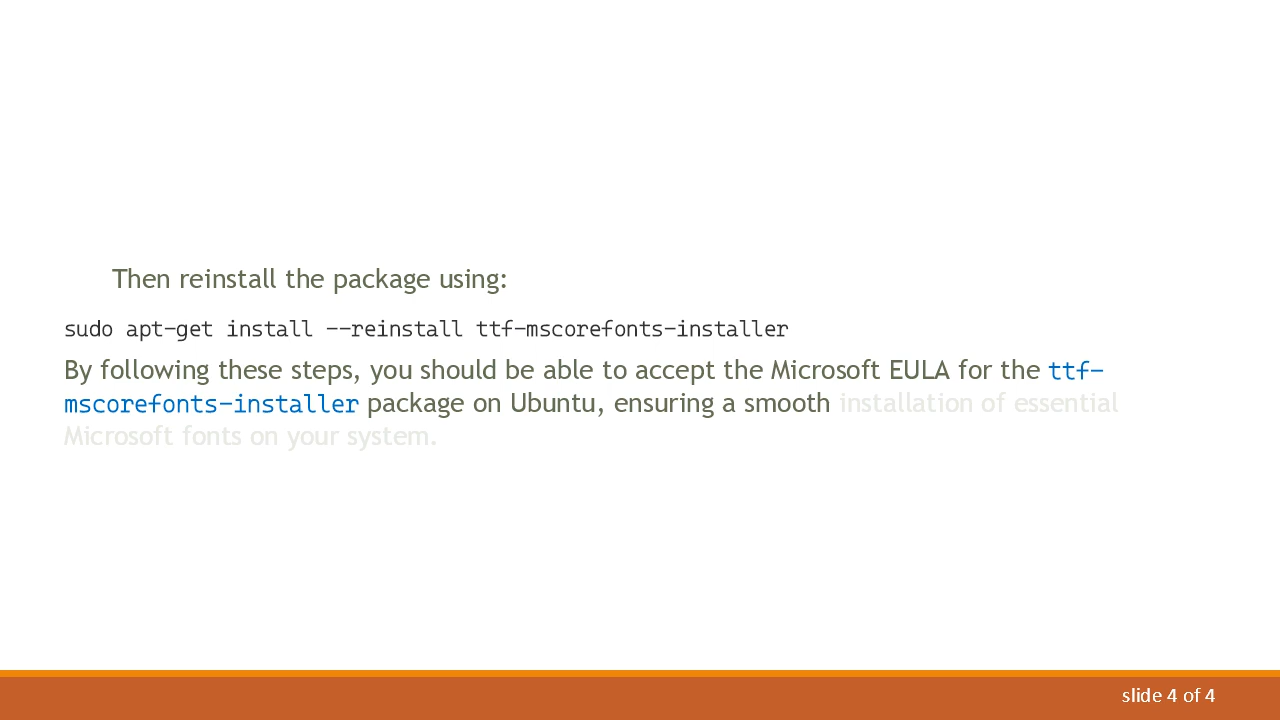 Then reinstall the package using:
sudo apt-get install --reinstall ttf-mscorefonts-installer
By following these steps, you should be able to accept the Microsoft EULA for the ttf-
mscorefonts-installer package on Ubuntu, ensuring a smooth installation of essential
Microsoft fonts on your system.
slide 4 of 4